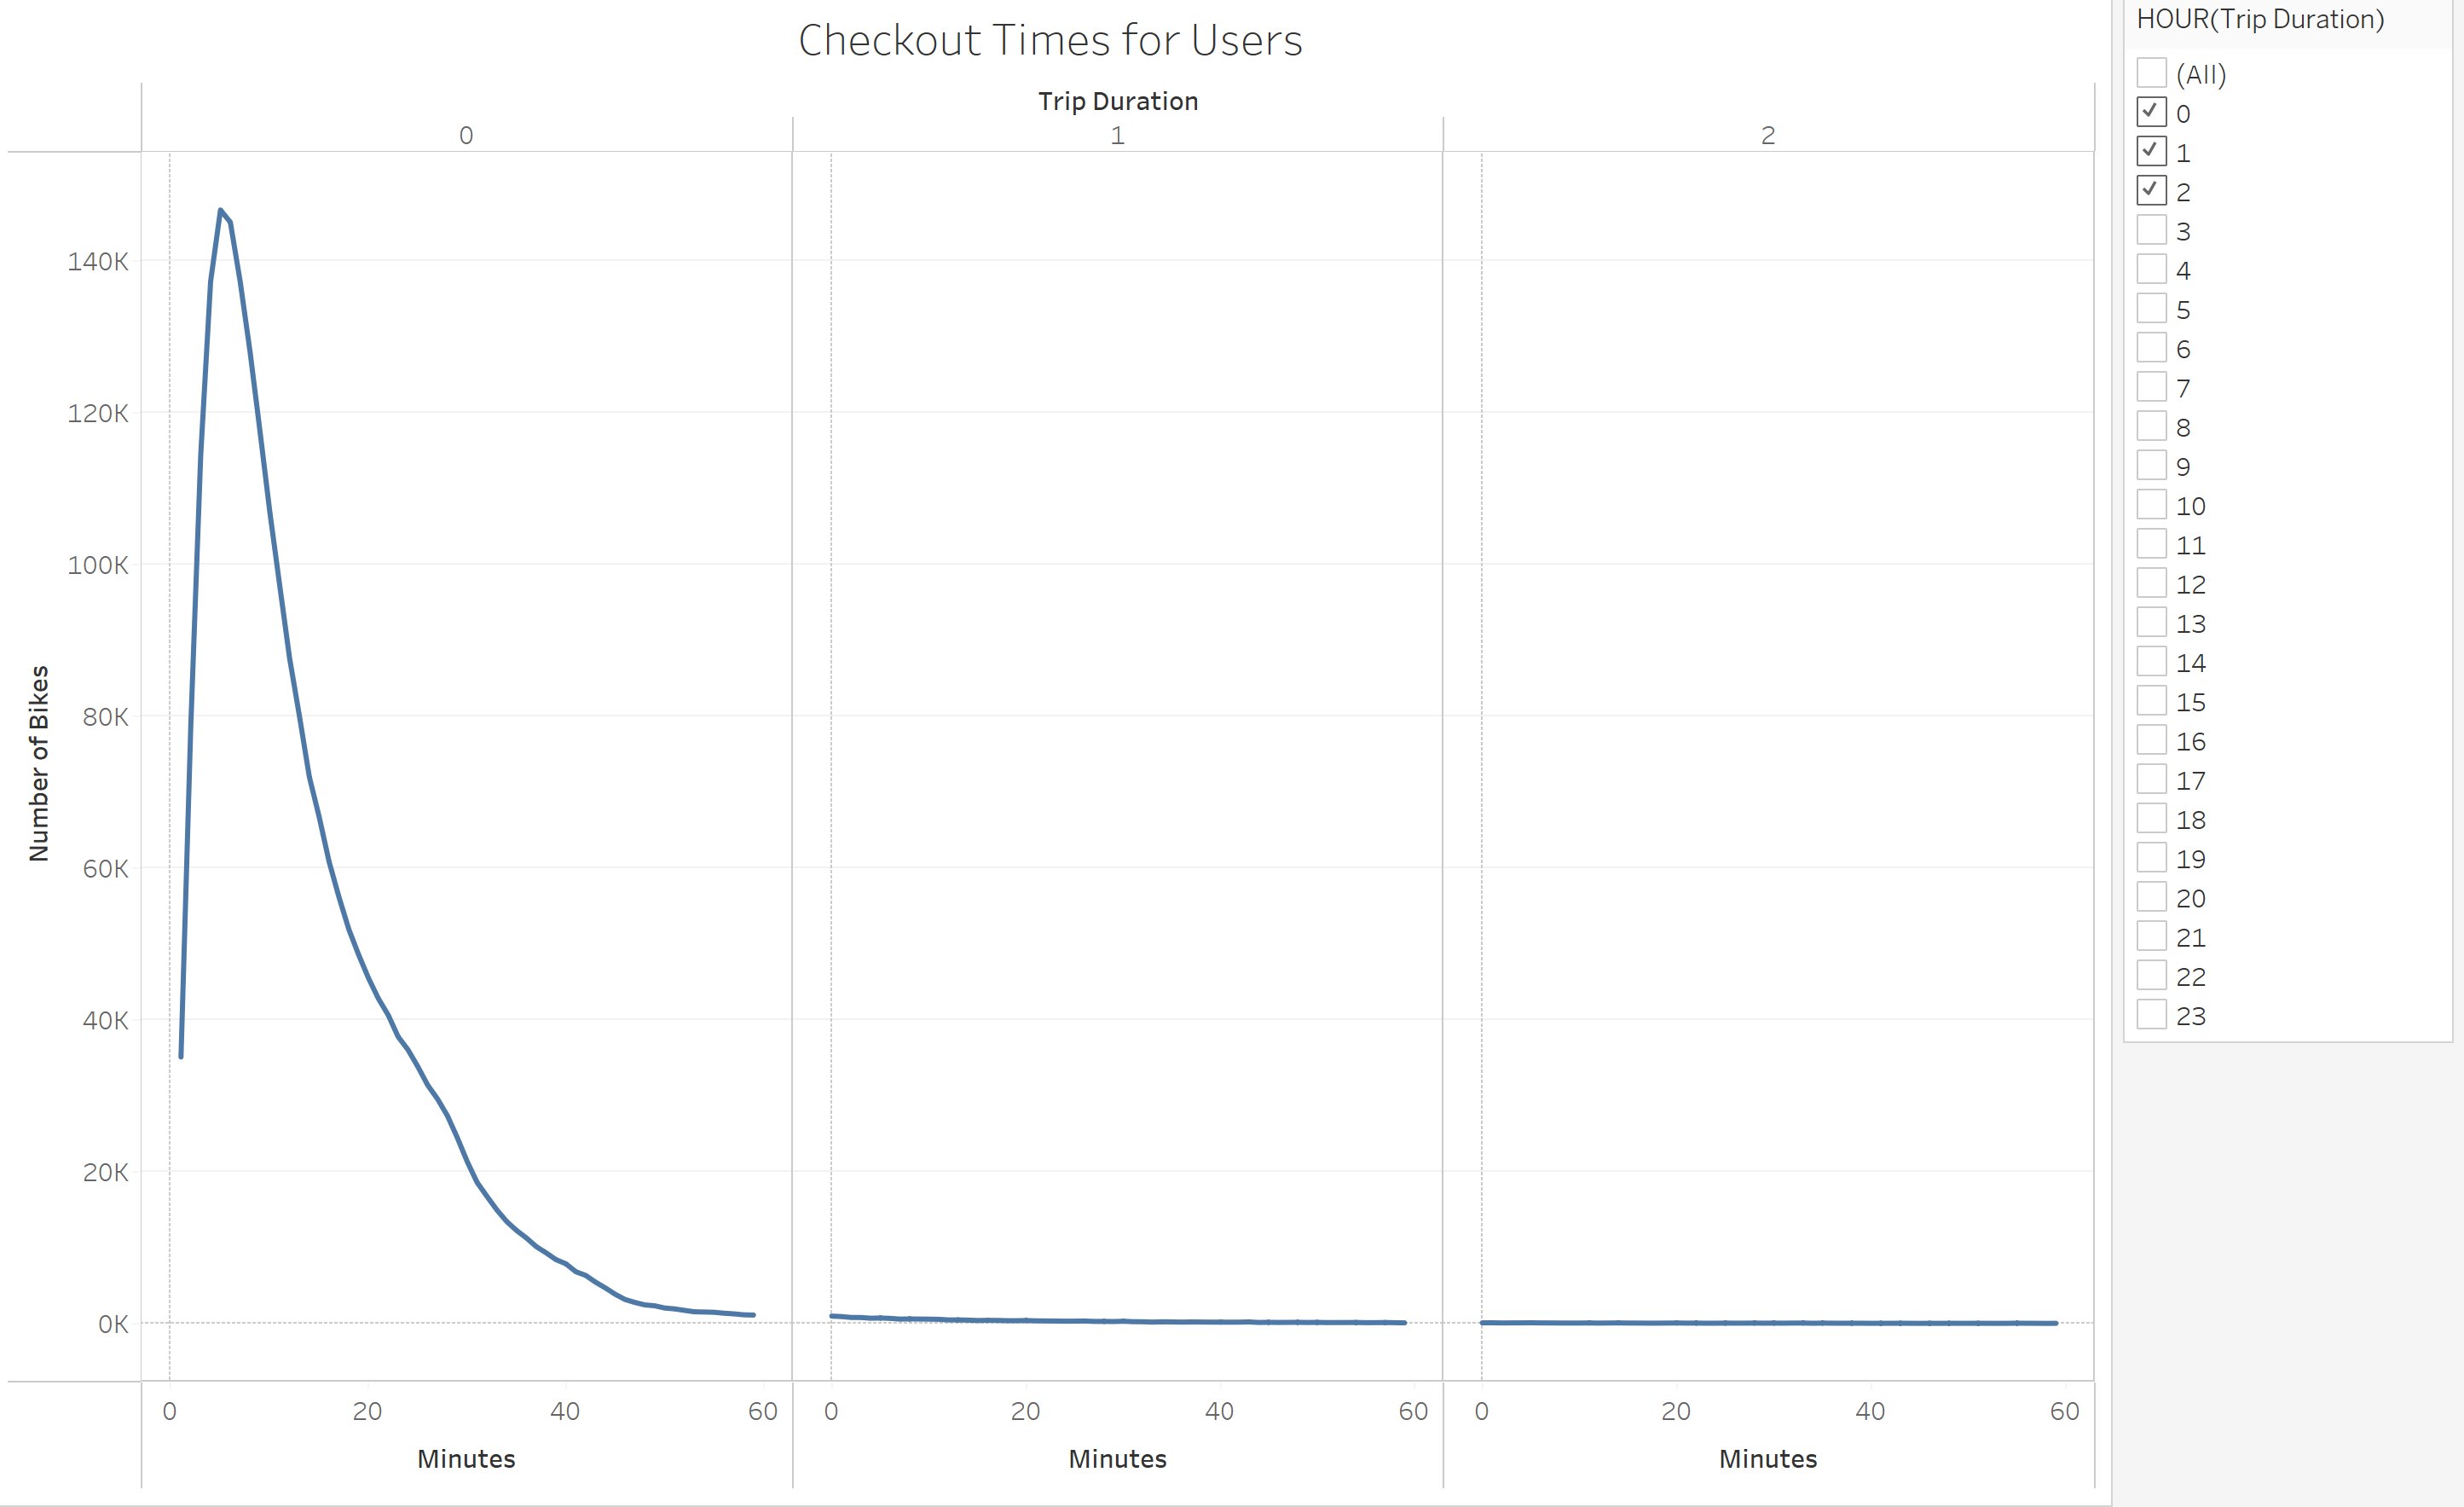 Checkout Times for Users
Trip Duration
0 1 2
Number of Bikes
140K
120K
100K
80K
60K
40K
20K
0K
0 20 40 60 0 20 40 60 0 20 40 60
Minutes Minutes Minutes
HOUR(Trip Duration)
(All)
0
1
2
3
4
5
6
7
8
9
10
11
12
13
14
15
16
17
18
19
20
21
22
23